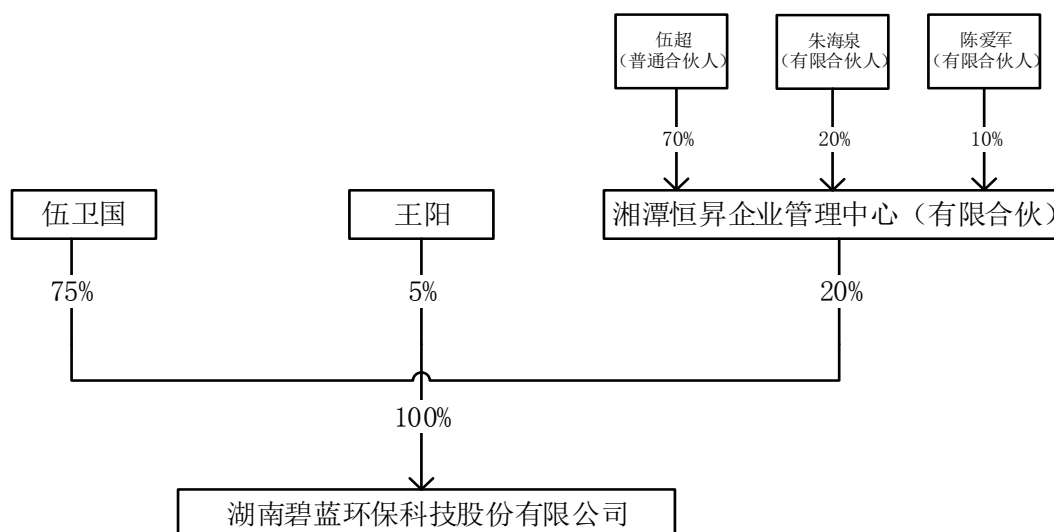 伍超
（普通合伙人）
朱海泉
（有限合伙人）
陈爱军
（有限合伙人）
70%
20%
10%
伍卫国
王阳
湘潭恒昇企业管理中心（有限合伙）
75%
5%
20%
100%
湖南碧蓝环保科技股份有限公司